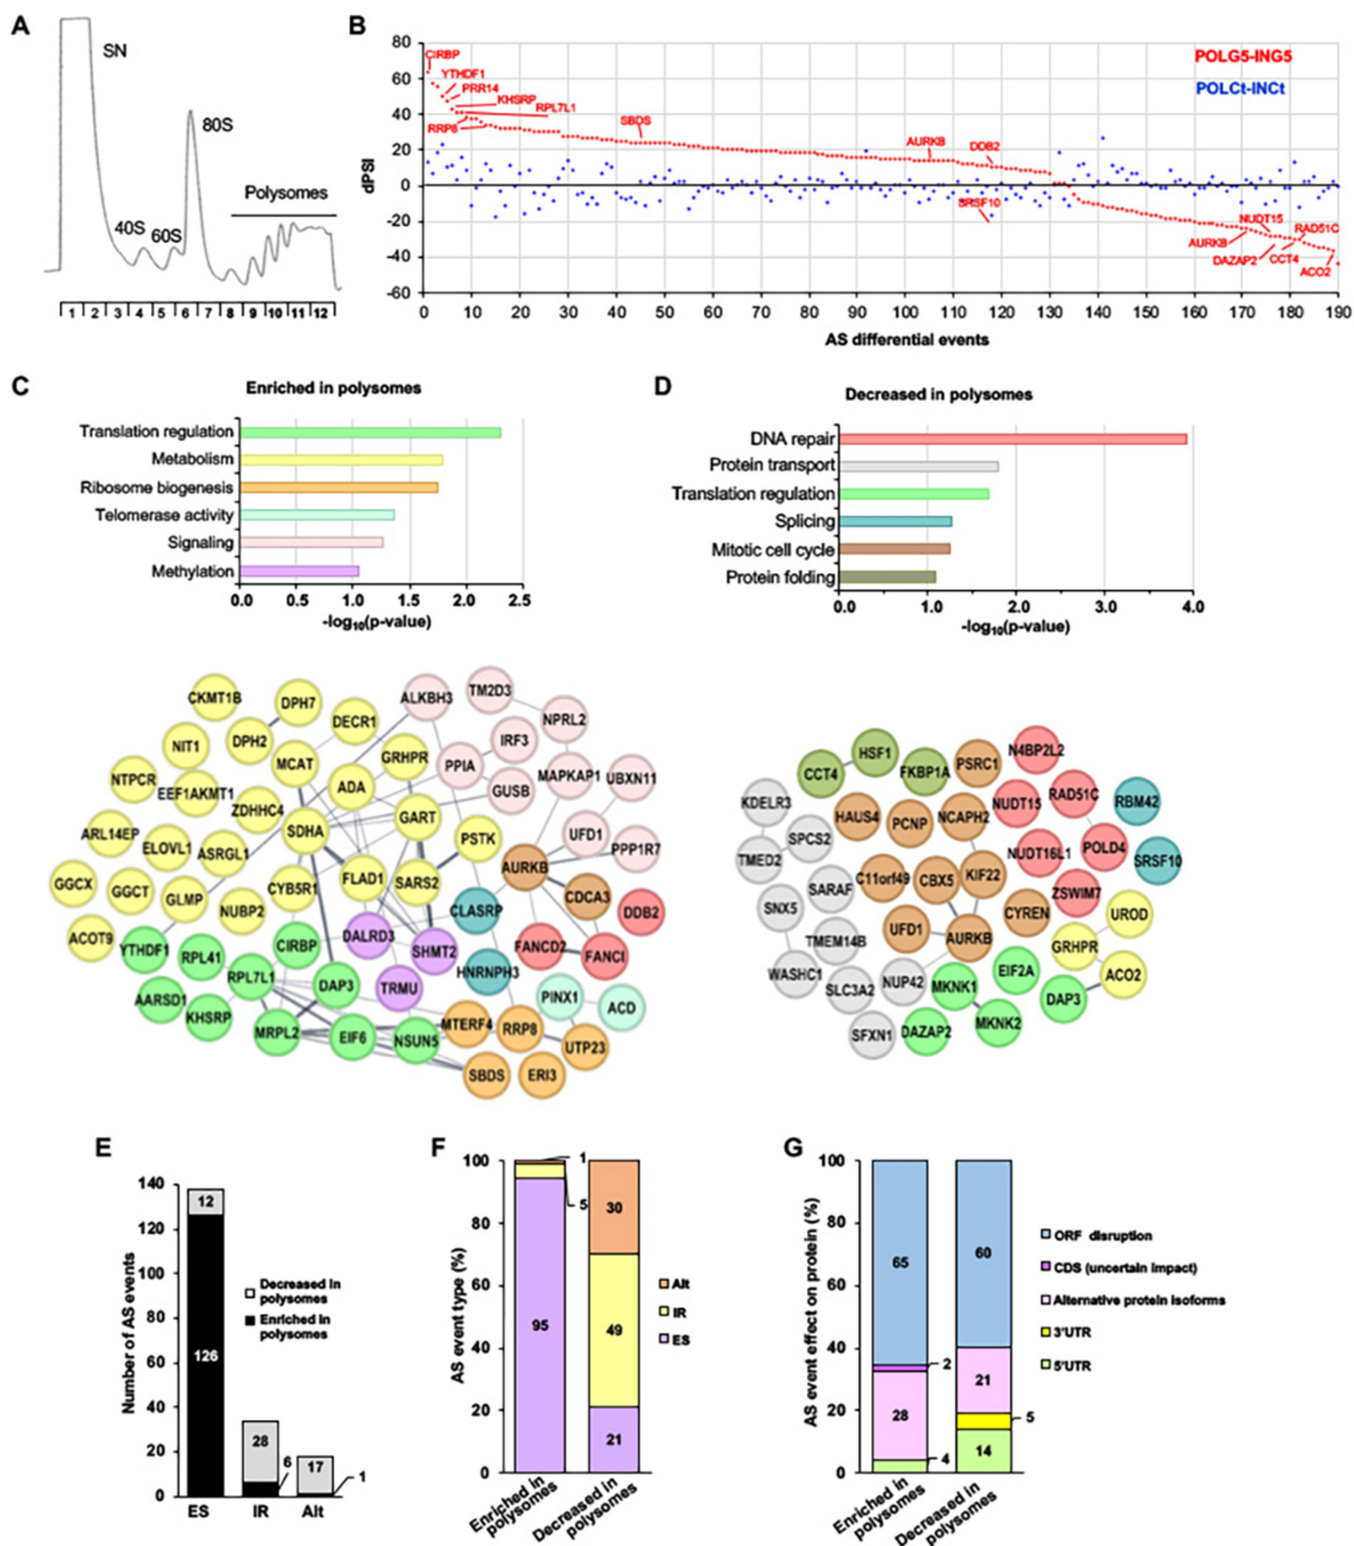 A
SN
40S
60S
80S
Polysomes
1 2 3 4 5 6 7 8 9 10 11 12
B
dPSI
80
60
40
20
0
-20
-40
-60
CIRBP
YTHDF1
PRR14
KHSRP
RPL7L1
RRP8
SBDS
AURKB
DDB2
SRSF10
AURKB
NUDT15
DAZAP2
CCT4
RAD51C
ACO2
POLG5-ING5
POLCt-INCt
0 10 20 30 40 50 60 70 80 90 100 110 120 130 140 150 160 170 180 190
AS differential events
C
Enriched in polysomes
Translation regulation
Metabolism
Ribosome biogenesis
Telomerase activity
Signaling
Methylation
0.0 0.5 1.0 1.5 2.0 2.5
-log10(p-value)
D
Decreased in polysomes
DNA repair
Protein transport
Translation regulation
Splicing
Mitotic cell cycle
Protein folding
0.0 1.0 2.0 3.0 4.0
-log10(p-value)
CKMT1B
DPH7
DECR1
ALKBH3
TM2D3
NPRL2
NIT1
DPH2
MCAT
GRHPR
PPIA
IRF3
NTPCR
EEF1AKMT1
ZDHHC4
ADA
GUSB
MAPKAP1
UBXN11
ARL14EP
ELOVL1
ASRGL1
SDHA
GART
PSTK
UFD1
PPP1R7
GGCX
GGCT
GLMP
NUBP2
CYB5R1
FLAD1
SARS2
AURKB
CDCA3
DDB2
ACOT9
YTHDF1
RPL41
CIRBP
DALRD3
SHMT2
CLASRP
FANCD2
FANCI
AARSD1
KHSRP
RPL7L1
DAP3
TRMU
HNRNPH3
PINX1
ACD
MRPL2
EIF6
NSUN5
MTERF4
RRP8
UTP23
SBDS
ERI3
CCT4
HSF1
FKBP1A
PSRC1
N4BP2L2
KDELR3
HAUS4
PCNP
NCAPH2
NUDT15
RAD51C
RBM42
TMED2
SPCS2
NUDT16L1
POLD4
SRSF10
SNX5
SARAF
C11orf49
CBX5
KIF22
ZSWIM7
CYREN
UROD
TMEM14B
UFD1
AURKB
GRHPR
WASHC1
SLC3A2
NUP42
MKNK1
EIF2A
DAP3
ACO2
SFXN1
DAZAP2
MKNK2
E
Number of AS events
140
120
100
80
60
40
20
0
12
126
28
6
17
1
ES IR Alt
Decreased in
polysomes
Enriched in
polysomes
F
AS event type (%)
100
80
60
40
20
0
1
5
95
30
49
21
Enriched in
polysomes
Decreased in
polysomes
Alt
IR
ES
G
AS event effect on protein (%)
100
80
60
40
20
0
65
2
28
4
60
21
5
14
Enriched in
polysomes
Decreased in
polysomes
ORF disruption
CDS (uncertain impact)
Alternative protein isoforms
3'UTR
5'UTR